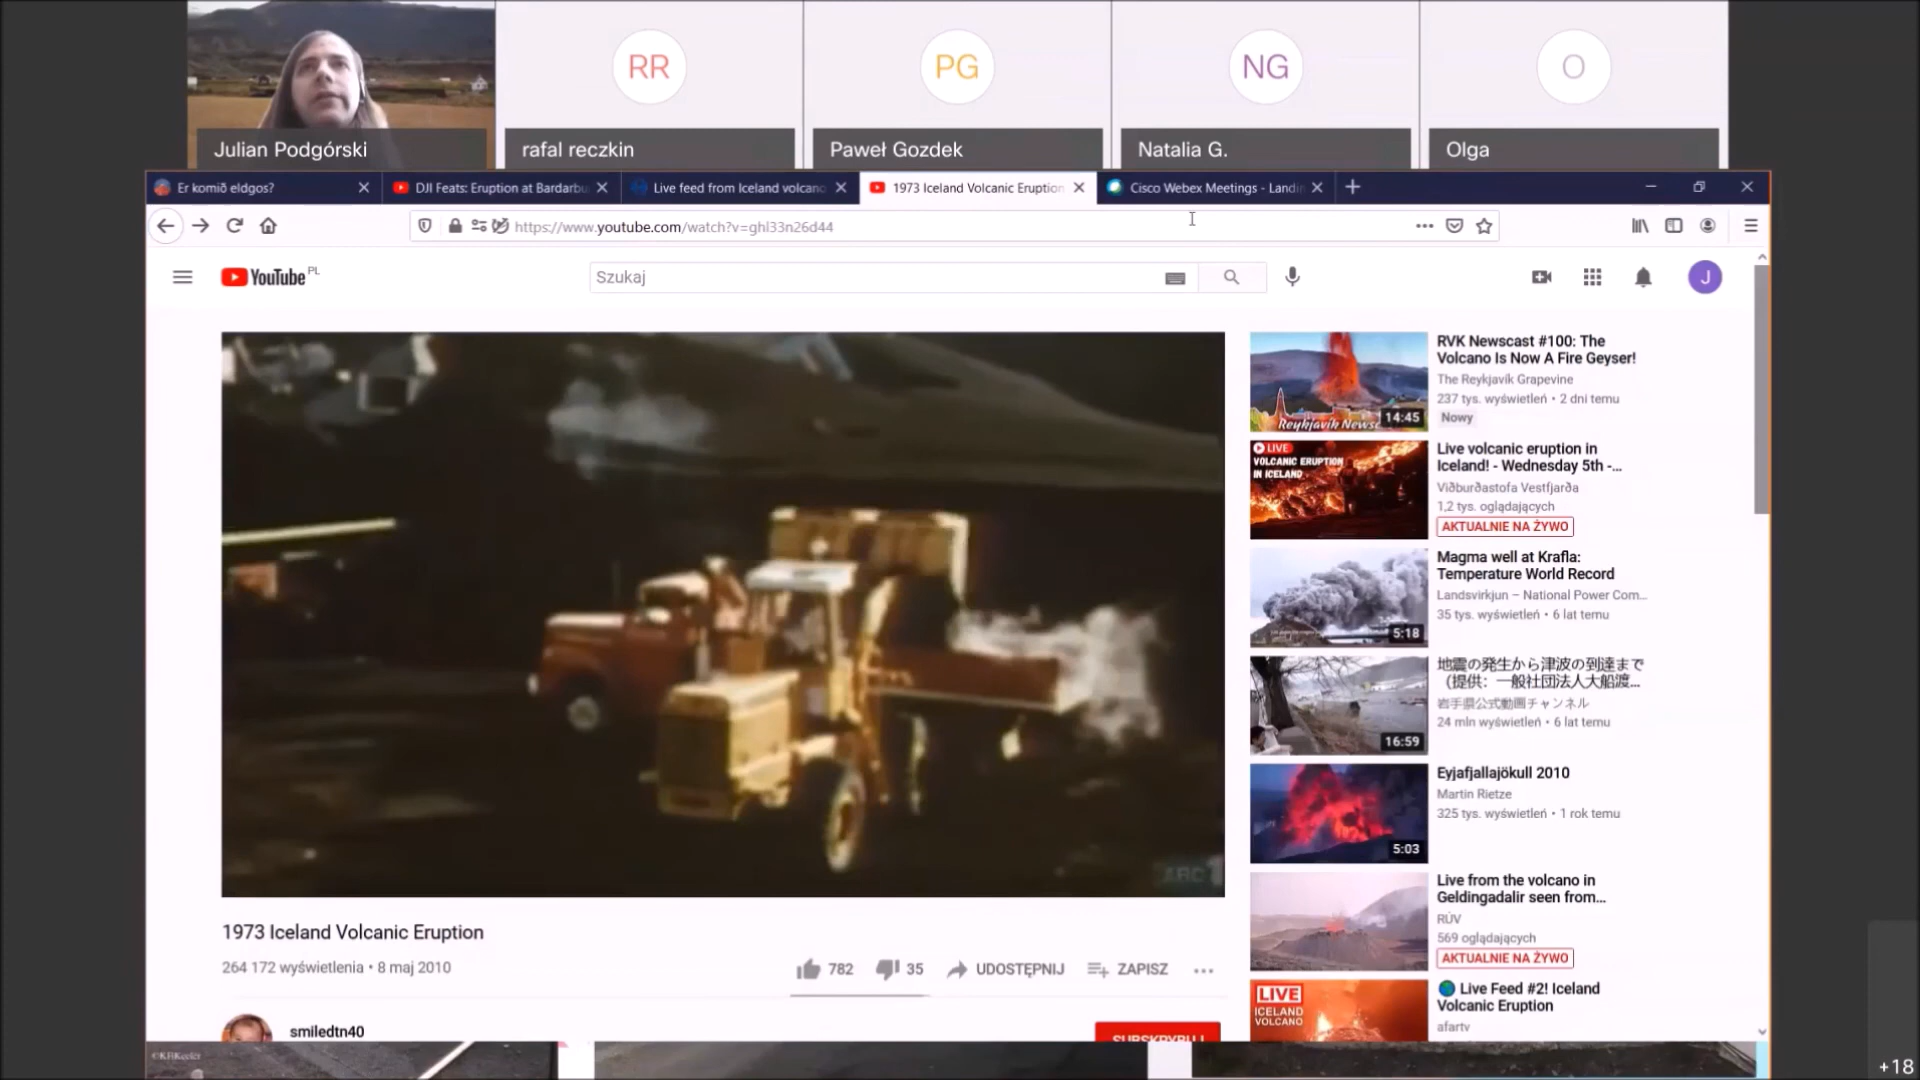 RR
PG
NG
O
Julian Podgórski
rafal reczkin
Paweł Gozdek
Natalia G.
Olga
Er komið eldgos?
DJI Feats: Eruption at Bardarbu
Live feed from Iceland volcano
1973 Iceland Volcanic Eruption
Cisco Webex Meetings - Landi
https://www.youtube.com/watch?v=ghl33n26d44
YouTube PL
Szukaj
J
RVK Newscast #100: The
Volcano Is Now A Fire Geyser!
The Reykjavík Grapevine
237 tys. wyświetleń • 2 dni temu
Nowy
Reykjavík Newsc
14:45
LIVE
VOLCANIC ERUPTION
IN ICELAND
Live volcanic eruption in
Iceland! - Wednesday 5th -...
Viðburðastofa Vestfjarða
1,2 tys. oglądających
AKTUALNIE NA ŻYWO
Magma well at Krafla:
Temperature World Record
Landsvirkjun – National Power Com...
35 tys. wyświetleń • 6 lat temu
5:18
地震の発生から津波の到達まで
（提供：一般社団法人大船渡...
岩手県公式動画チャンネル
24 mln wyświetleń • 6 lat temu
16:59
Eyjafjallajökull 2010
Martin Rietze
325 tys. wyświetleń • 1 rok temu
5:03
Live from the volcano in
Geldingadalir seen from...
RÚV
569 oglądających
AKTUALNIE NA ŻYWO
LIVE
ICELAND
VOLCANO
Live Feed #2! Iceland
Volcanic Eruption
afartv
ABC 1
1973 Iceland Volcanic Eruption
264 172 wyświetlenia • 8 maj 2010
782
35
UDOSTĘPNIJ
ZAPISZ
smiledtn40
SUBSKRYBUJ
+18